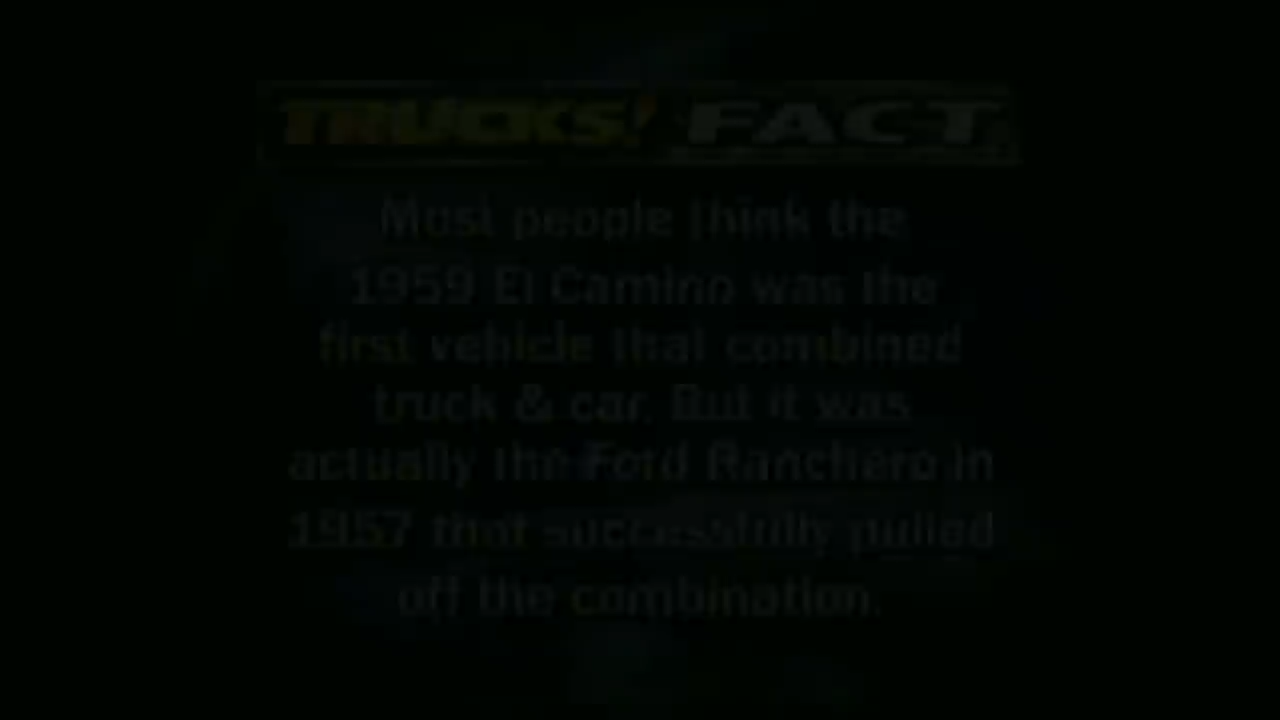 TRUCKS! FACT
Most people think the
1959 El Camino was the
first vehicle that combined
truck & car. But it was
actually the Ford Ranchero in
1957 that successfully pulled
off the combination.